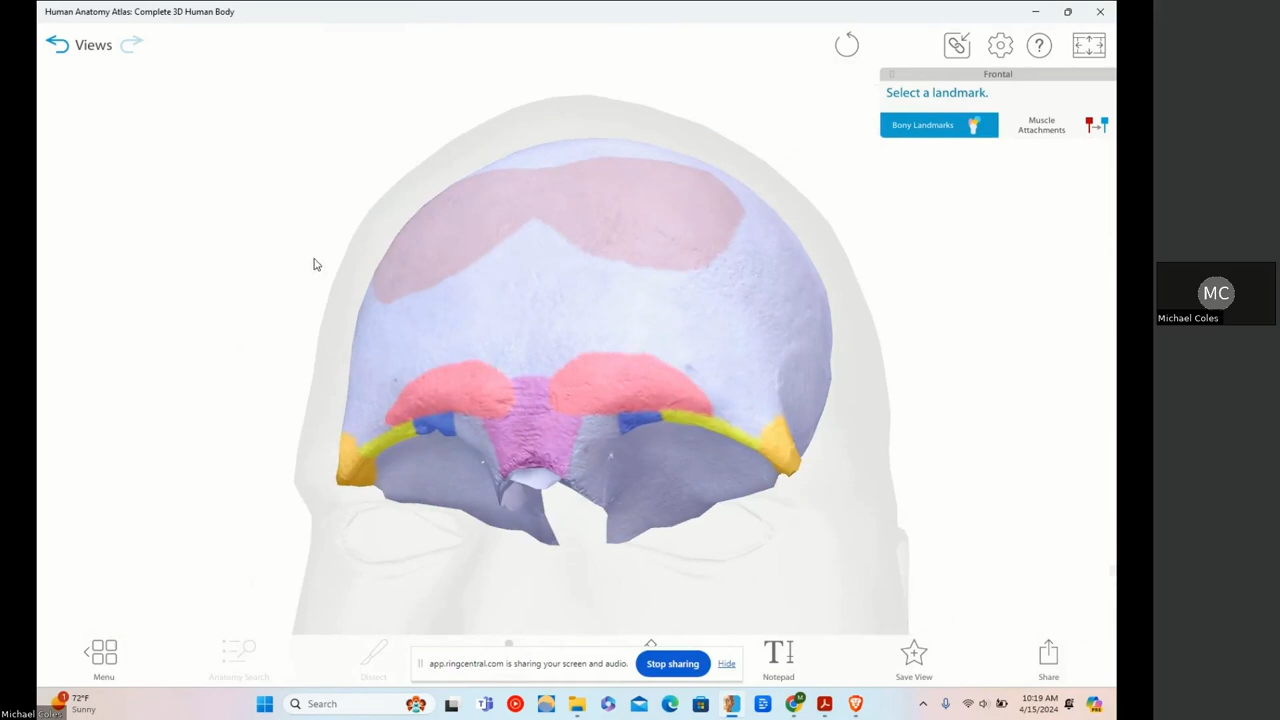 Human Anatomy Atlas: Complete 3D Human Body
Views
Frontal
Select a landmark.
Bony Landmarks
Muscle
Attachments
MC
Michael Coles
Menu
Anatomy Search
Dissect
app.ringcentral.com is sharing your screen and audio.
Stop sharing
Hide
Notepad
Save View
Share
1
72°F
Sunny
Search
10:19 AM
4/15/2024
Michael Coles